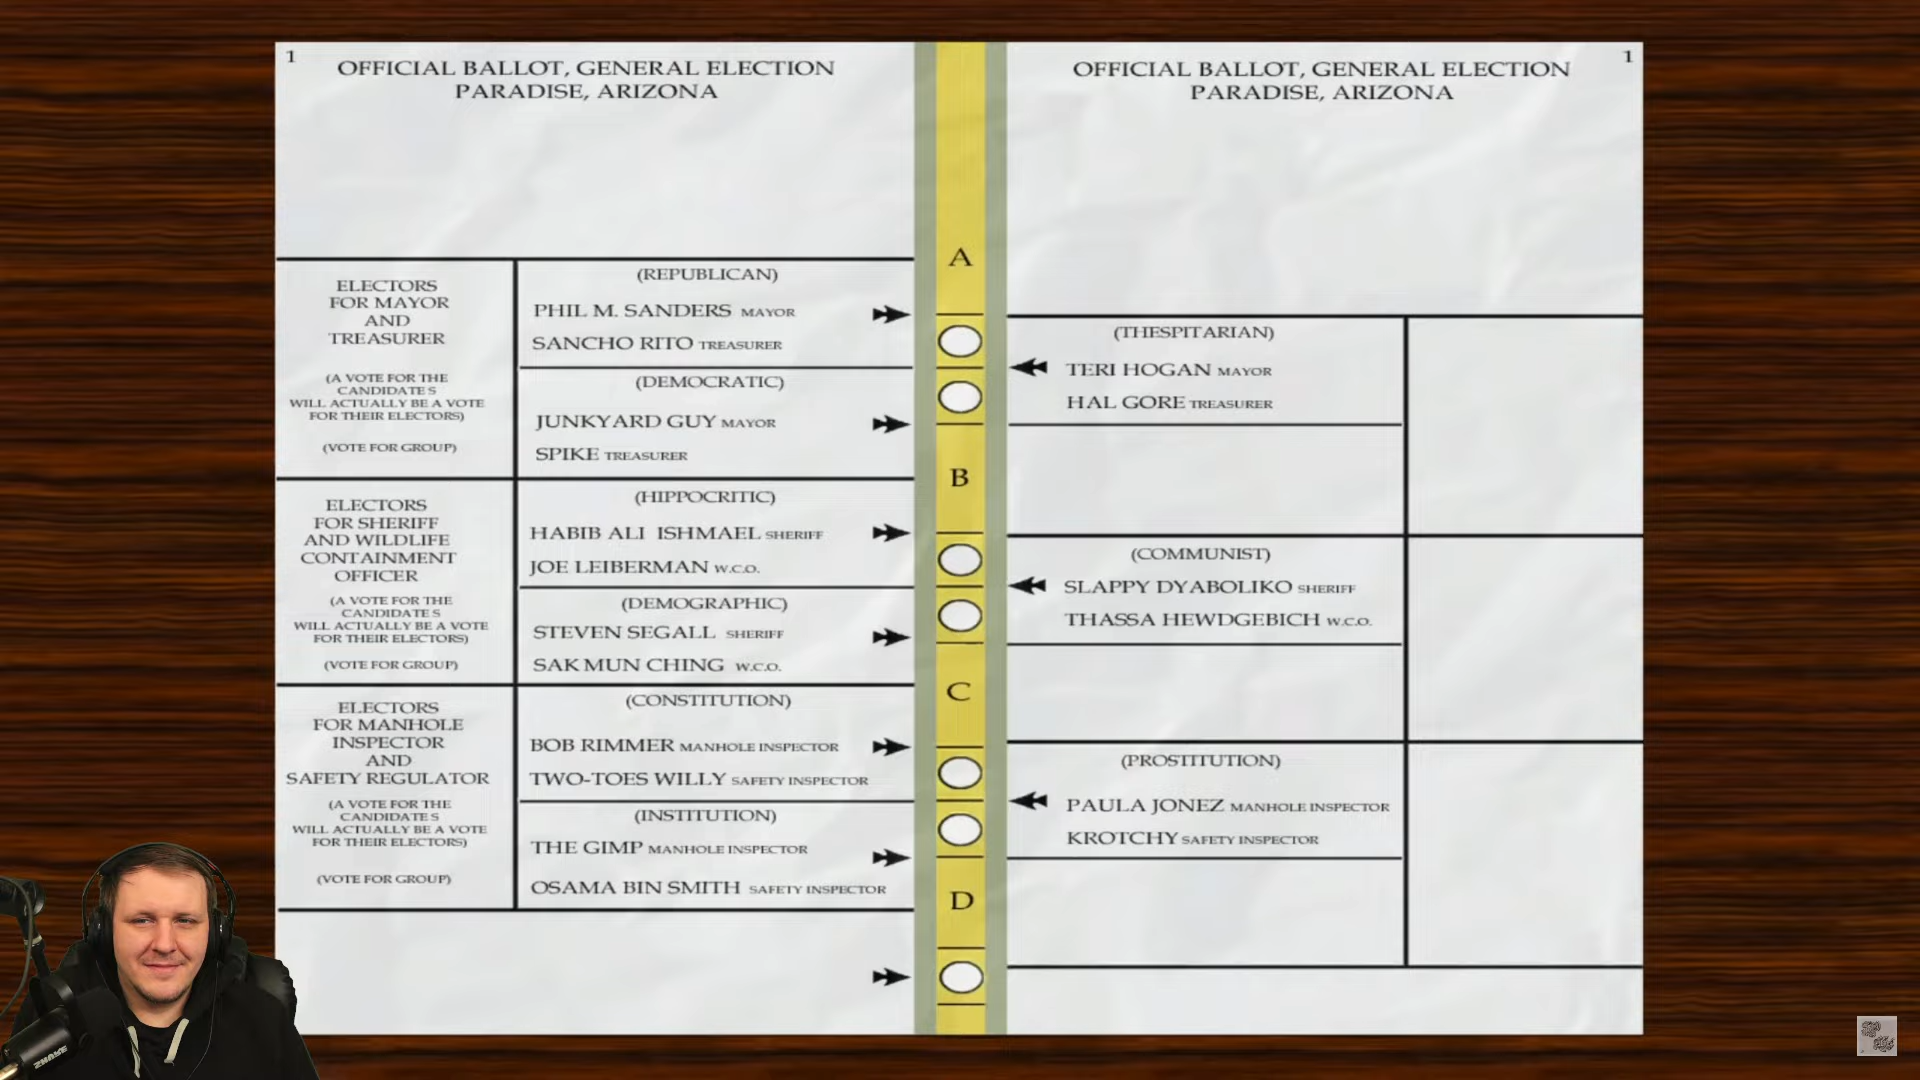 1
OFFICIAL BALLOT, GENERAL ELECTION
PARADISE, ARIZONA
ELECTORS
FOR MAYOR
AND
TREASURER
(A VOTE FOR THE
CANDIDATE S
WILL ACTUALLY BE A VOTE
FOR THEIR ELECTORS)
(VOTE FOR GROUP)
(REPUBLICAN)
PHIL M. SANDERS MAYOR
SANCHO RITO TREASURER
(DEMOCRATIC)
JUNKYARD GUY MAYOR
SPIKE TREASURER
ELECTORS
FOR SHERIFF
AND WILDLIFE
CONTAINMENT
OFFICER
(A VOTE FOR THE
CANDIDATE S
WILL ACTUALLY BE A VOTE
FOR THEIR ELECTORS)
(VOTE FOR GROUP)
(HIPPOCRITIC)
HABIB ALI ISHMAEL SHERIFF
JOE LEIBERMAN W.C.O.
(DEMOGRAPHIC)
STEVEN SEGALL SHERIFF
SAK MUN CHING W.C.O.
ELECTORS
FOR MANHOLE
INSPECTOR
AND
SAFETY REGULATOR
(A VOTE FOR THE
CANDIDATE S
WILL ACTUALLY BE A VOTE
FOR THEIR ELECTORS)
(VOTE FOR GROUP)
(CONSTITUTION)
BOB RIMMER MANHOLE INSPECTOR
TWO-TOES WILLY SAFETY INSPECTOR
(INSTITUTION)
THE GIMP MANHOLE INSPECTOR
OSAMA BIN SMITH SAFETY INSPECTOR
A
B
C
D
1
OFFICIAL BALLOT, GENERAL ELECTION
PARADISE, ARIZONA
(THESPITARIAN)
TERI HOGAN MAYOR
HAL GORE TREASURER
(COMMUNIST)
SLAPPY DYABOLIKO SHERIFF
THASSA HEWDGEBICH W.C.O.
(PROSTITUTION)
PAULA JONEZ MANHOLE INSPECTOR
KROTCHY SAFETY INSPECTOR